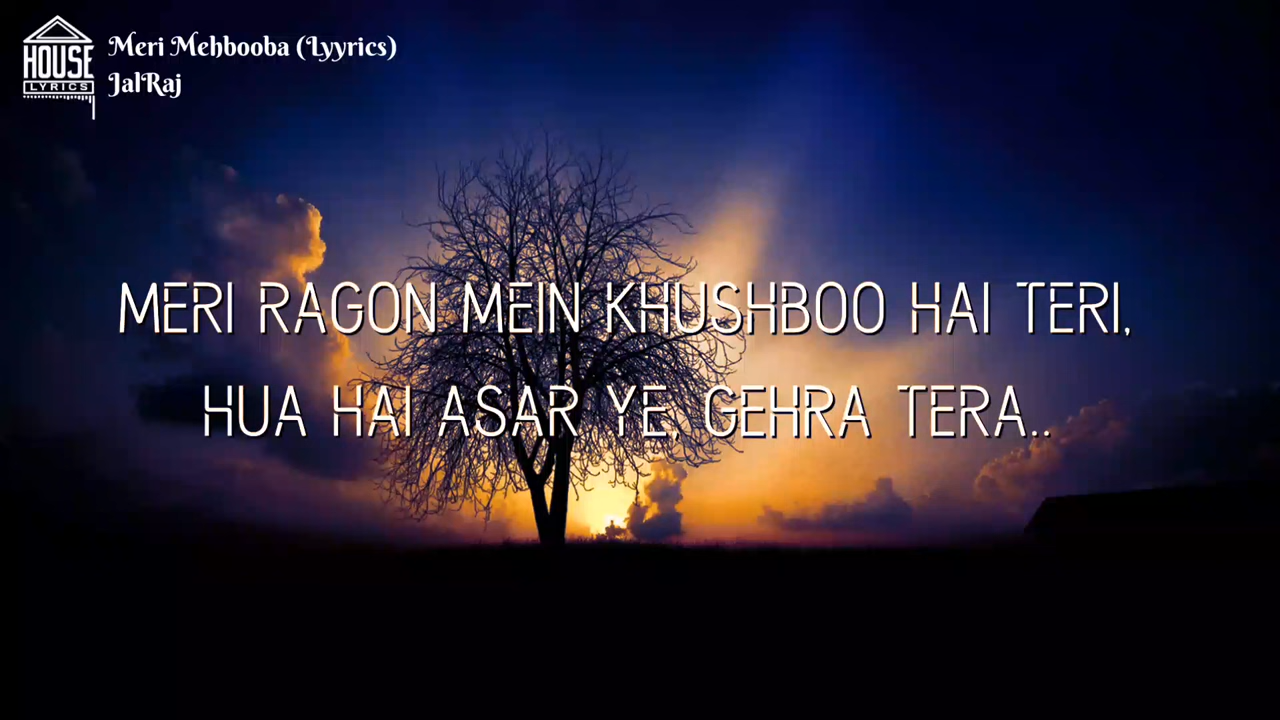 HOUSE
LYRICS
Meri Mehbooba (Lyyrics)
JalRaj
MERI RAGON MEIN KHUSHBOO HAI TERI,
HUA HAI ASAR YE, GEHRA TERA..